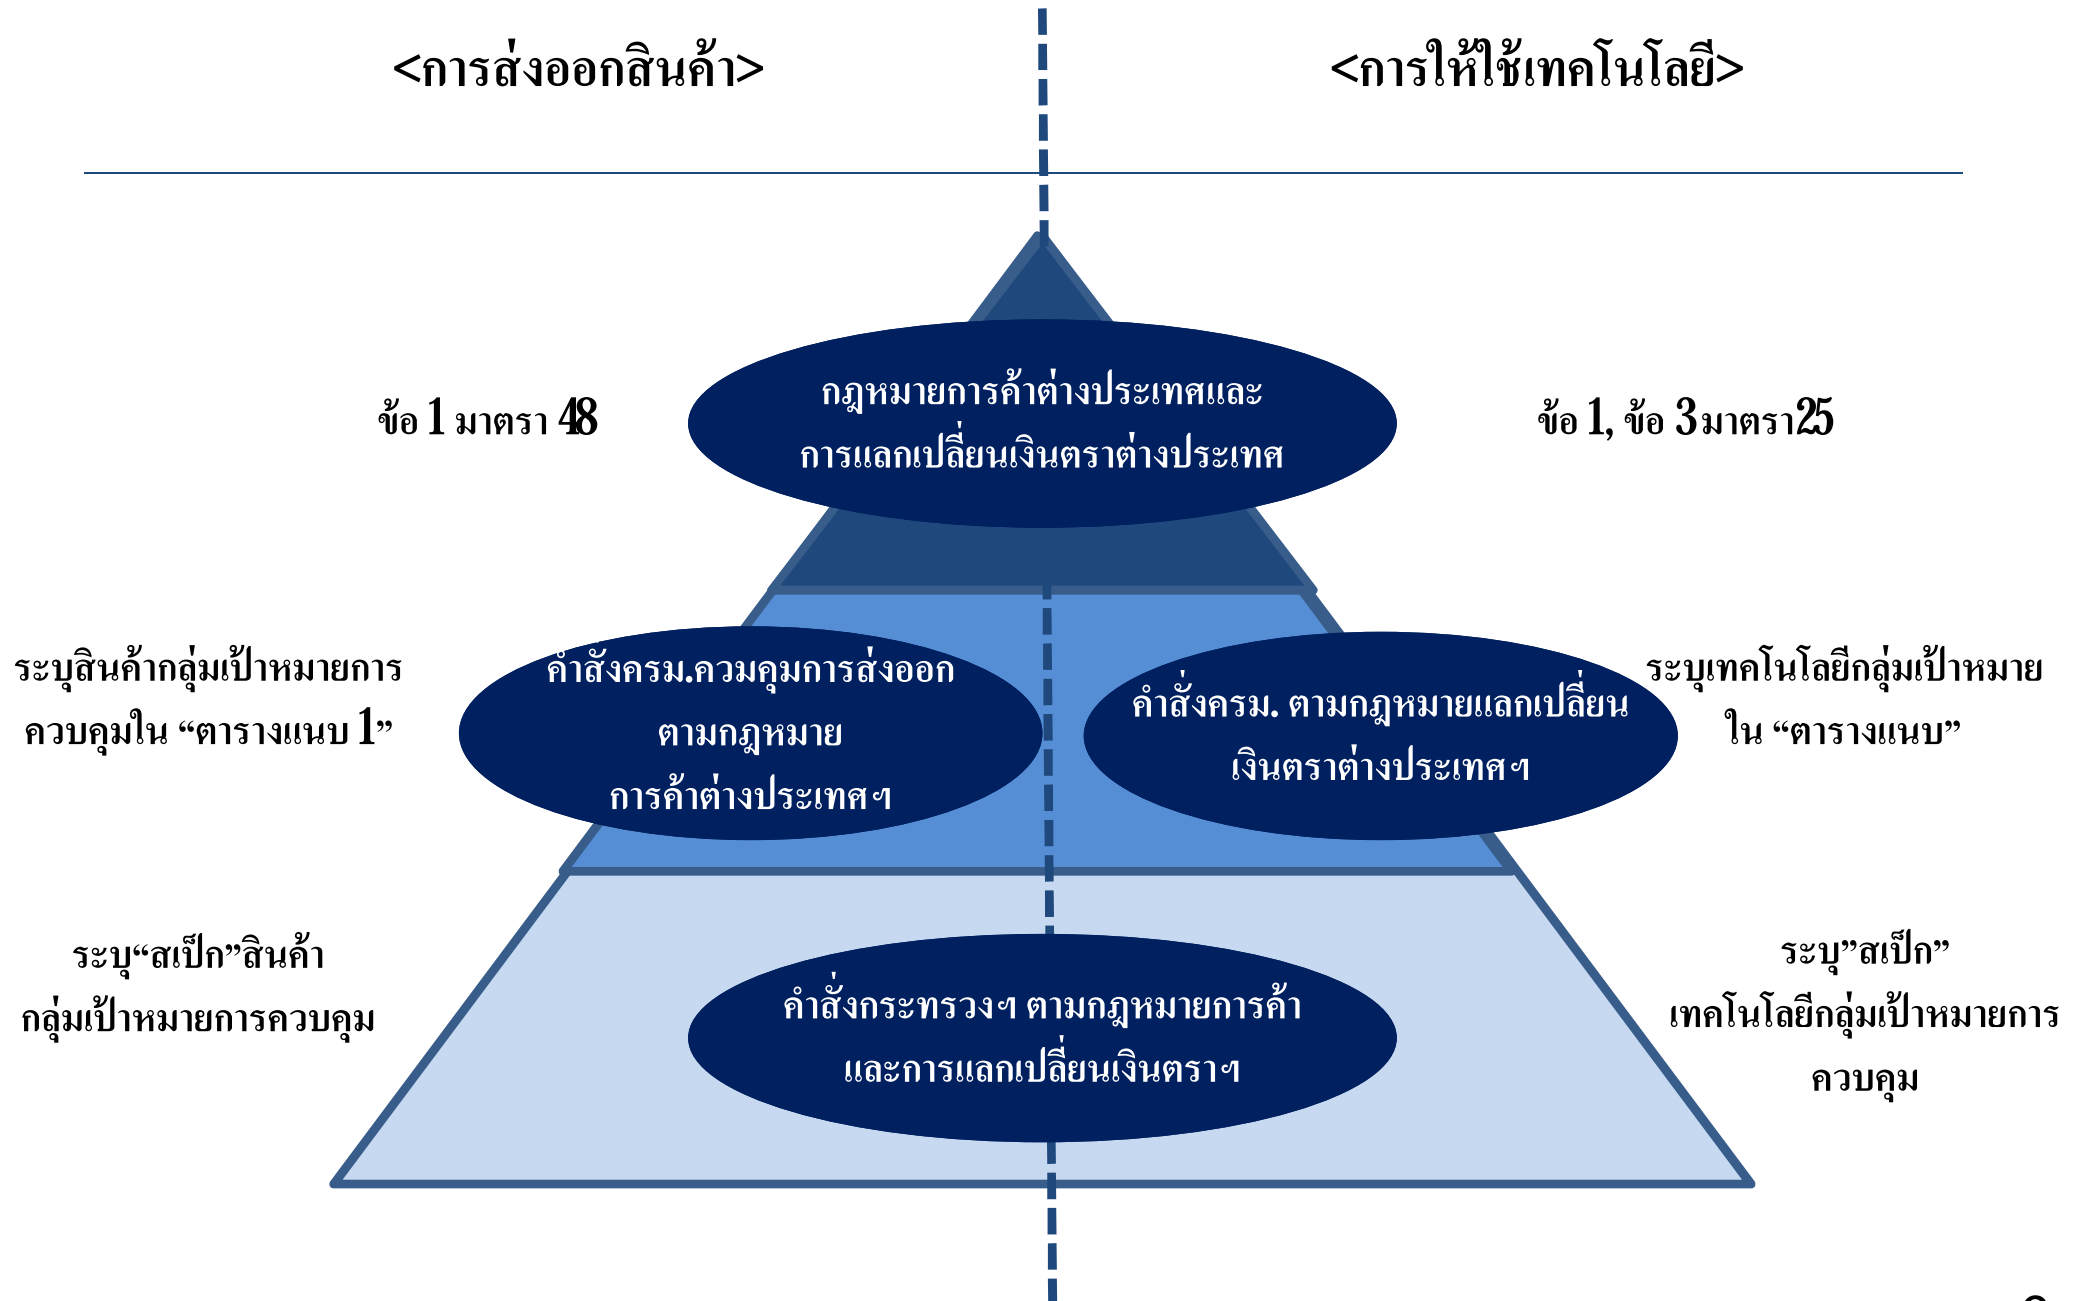 <การส่งออกสินค้า>
<การให้ใช้เทคโนโลยี>
กฎหมายการค้าต่างประเทศและ
การแลกเปลี่ยนเงินตราต่างประเทศ
ข้อ 1 มาตรา 48
ข้อ 1, ข้อ 3 มาตรา25
ระบุสินค้ากลุ่มเป้าหมายการ
ควบคุมใน “ตารางแนบ 1”
คำสั่งครม.ควมคุมการส่งออก
ตามกฎหมาย
การค้าต่างประเทศฯ
คำสั่งครม. ตามกฎหมายแลกเปลี่ยน
เงินตราต่างประเทศฯ
ระบุเทคโนโลยีกลุ่มเป้าหมาย
ใน “ตารางแนบ”
ระบุ“สเป็ก”สินค้า
กลุ่มเป้าหมายการควบคุม
คำสั่งกระทรวงฯ ตามกฎหมายการค้า
และการแลกเปลี่ยนเงินตราฯ
ระบุ”สเป็ก”
เทคโนโลยีกลุ่มเป้าหมายการ
ควบคุม